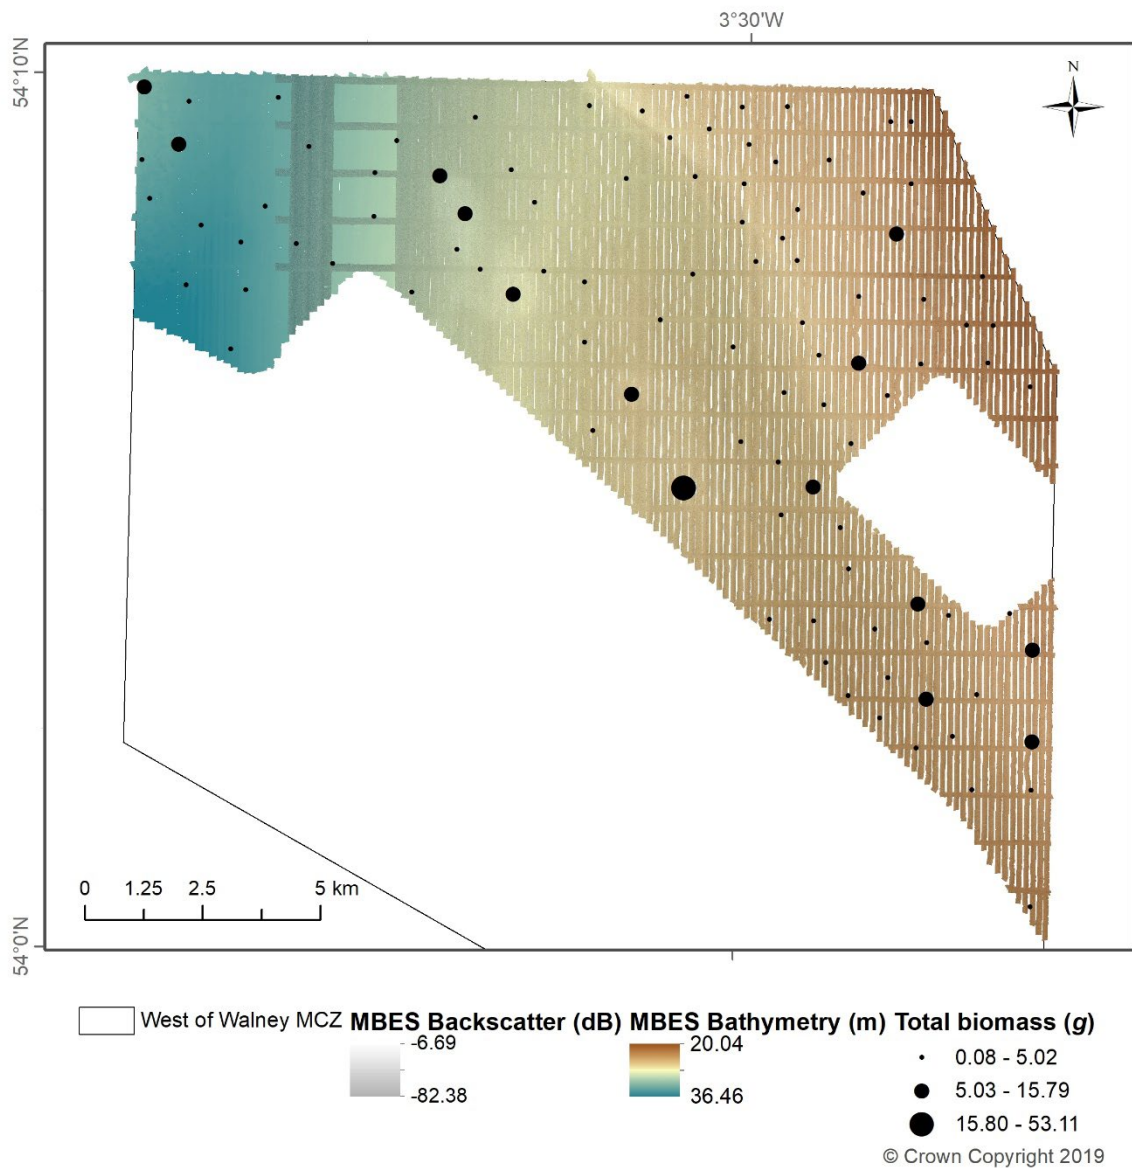 3°30'W
54°10'N
N
54°0'N
0 1.25 2.5 5 km
West of Walney MCZ
MBES Backscatter (dB)
-6.69
-82.38
MBES Bathymetry (m)
20.04
36.46
Total biomass (g)
0.08 - 5.02
5.03 - 15.79
15.80 - 53.11
© Crown Copyright 2019